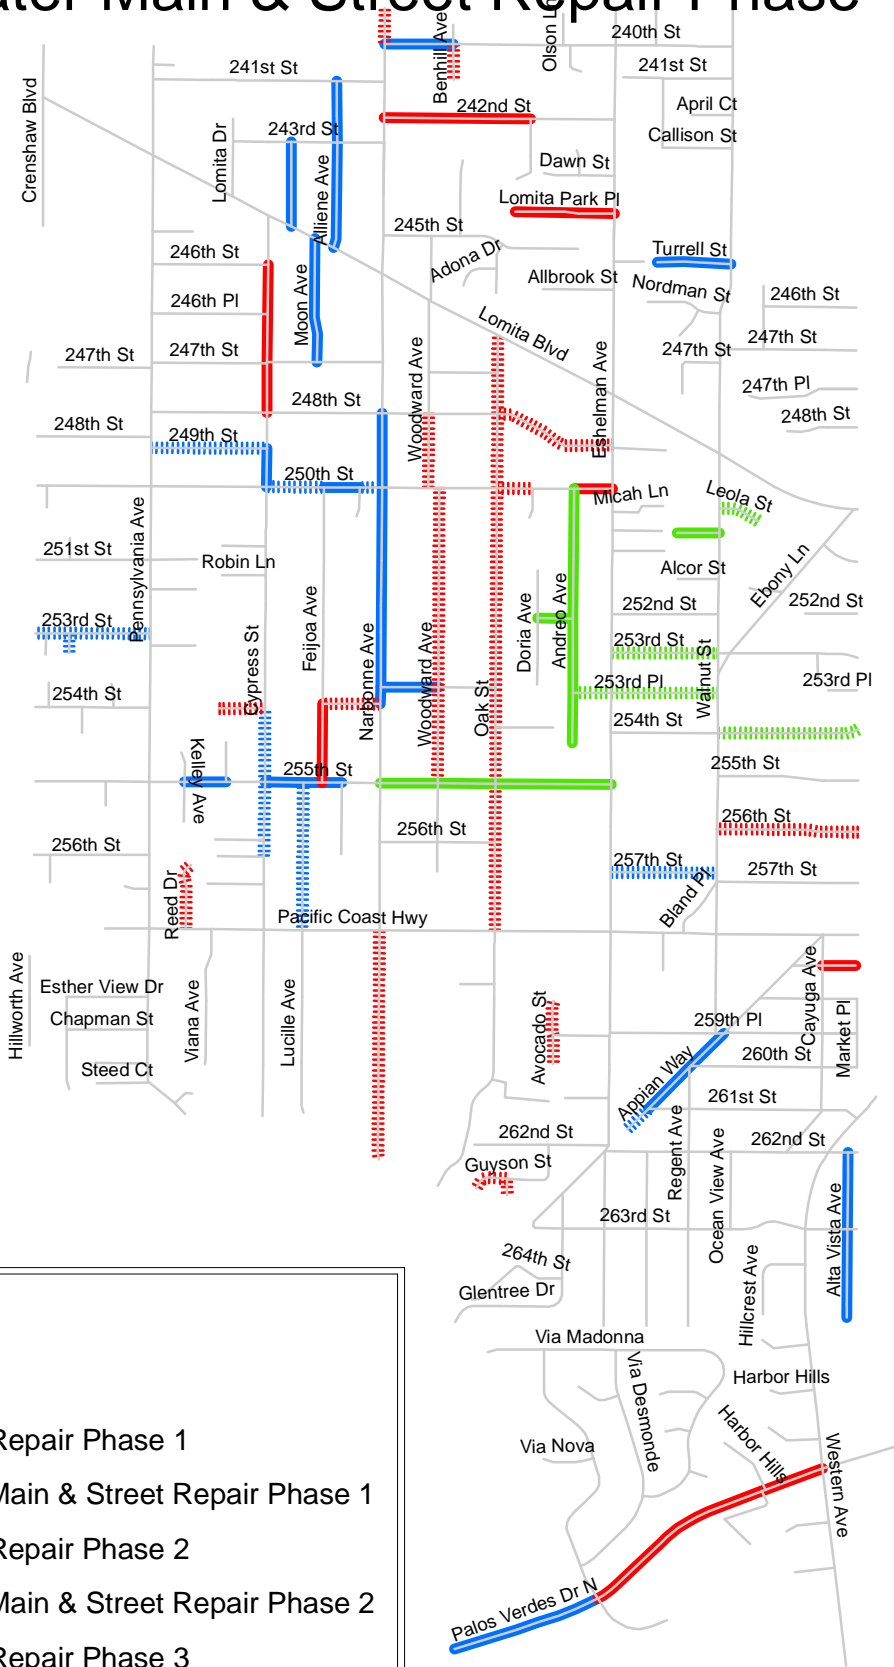 ater Main & Street Repair Phase
240th St
Olson Ln
Benhill Ave
241st St
241st St
Crenshaw Blvd
April Ct
242nd St
Callison St
243rd St
Lomita Dr
Dawn St
Alliene Ave
Lomita Park Pl
245th St
246th St
Adona Dr
Turrell St
Allbrook St
Nordman St
246th St
246th Pl
Moon Ave
Lomita Blvd
247th St
247th St
247th St
247th St
Woodward Ave
Eshelman Ave
247th Pl
248th St
248th St
248th St
249th St
250th St
Micah Ln
Leola St
Pennsylvania Ave
251st St
Robin Ln
Alcor St
Ebony Ln
252nd St
252nd St
Feijoa Ave
Doria Ave
Andreo Ave
253rd St
253rd St
Cypress St
Narbonne Ave
Woodward Ave
Oak St
Walnut St
253rd Pl
253rd Pl
254th St
254th St
Kelley Ave
255th St
255th St
256th St
256th St
256th St
257th St
257th St
Reed Dr
Bland Pl
Pacific Coast Hwy
Hillworth Ave
Esther View Dr
Viana Ave
Lucille Ave
Avocado St
Cayuga Ave
Market Pl
Chapman St
259th Pl
Steed Ct
260th St
Appian Way
261st St
Regent Ave
262nd St
262nd St
Ocean View Ave
Guyson St
Alta Vista Ave
263rd St
264th St
Hillcrest Ave
Glentree Dr
Via Madonna
Via Desmonde
Harbor Hills
Harbor Hills
Via Nova
Western Ave
Palos Verdes Dr N
Repair Phase 1
Main & Street Repair Phase 1
Repair Phase 2
Main & Street Repair Phase 2
Repair Phase 3